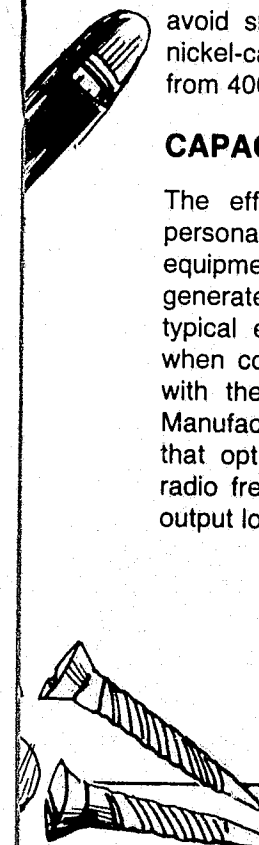 avoid s
nickel-ca
from 400
CAPAC
The eff
persona
equipme
generate
typical e
when co
with the
Manufac
that opt
radio fre
output lo